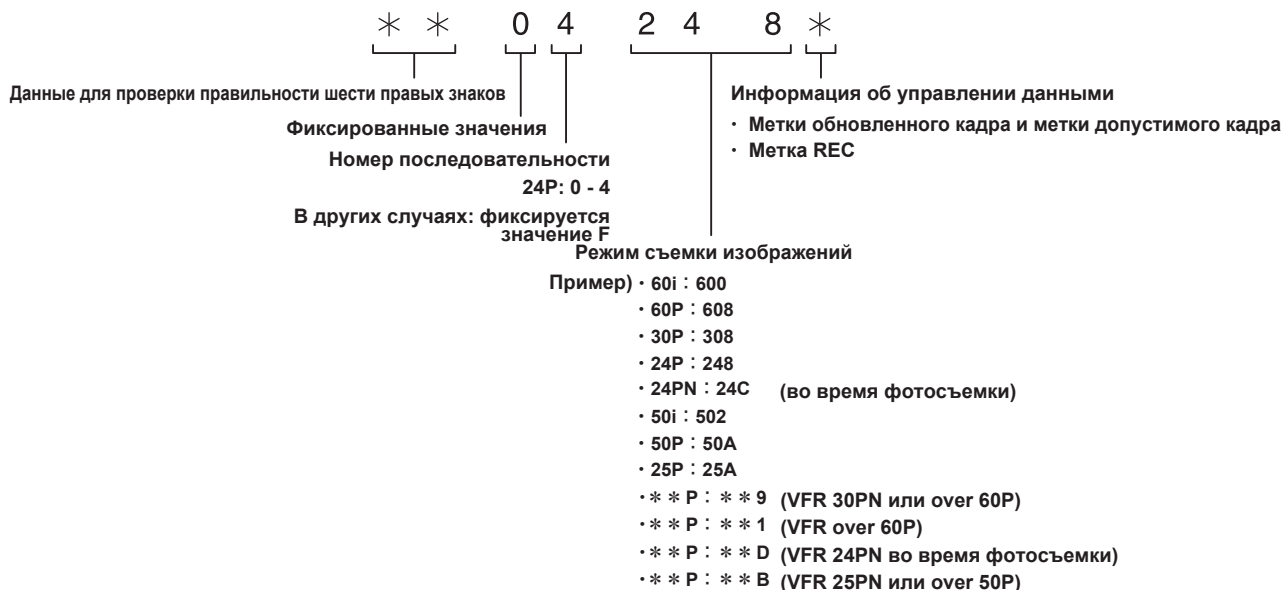 ＊ ＊ 0 4 2 4 8 ＊
Данные для проверки правильности шести правых знаков
Фиксированные значения
Номер последовательности
24P: 0 - 4
В других случаях: фиксируется
значение F
Информация об управлении данными
・ Метки обновленного кадра и метки допустимого кадра
・ Метка REC
Режим съемки изображений
Пример)・60i：600
・60P：608
・30P：308
・24P：248
・24PN：24C (во время фотосъемки)
・50i：502
・50P：50A
・25P：25A
・＊＊P：＊＊9 (VFR 30PN или over 60P)
・＊＊P：＊＊1 (VFR over 60P)
・＊＊P：＊＊D (VFR 24PN во время фотосъемки)
・＊＊P：＊＊B (VFR 25PN или over 50P)